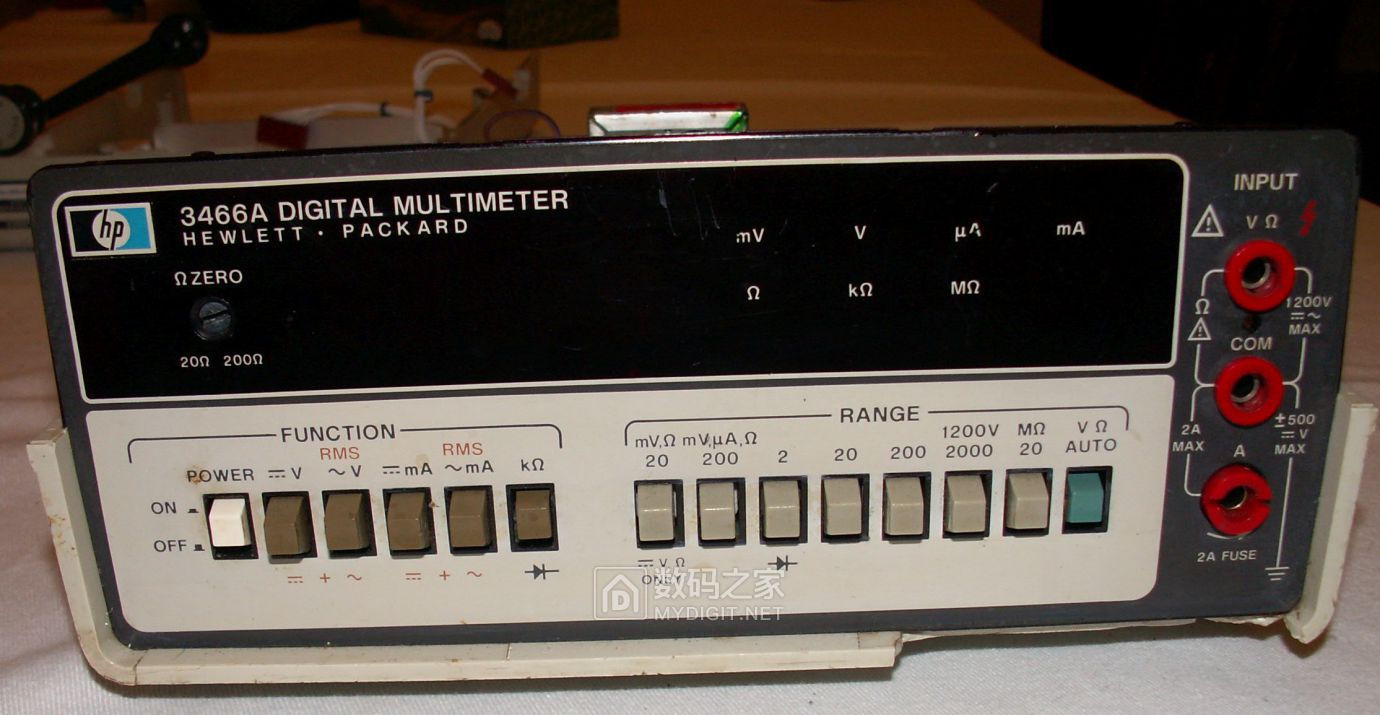 hp
3466A DIGITAL MULTIMETER
HEWLETT · PACKARD
Ω ZERO
20Ω 200Ω
mV V µA mA
Ω kΩ MΩ
INPUT
V Ω
Ω
1200V
⎓ ~
MAX
COM
2A
MAX
±500
⎓ V
MAX
A
2A FUSE
FUNCTION
RMS RMS
POWER ⎓ V ~ V ⎓ mA ~ mA kΩ
ON
OFF
⎓ + ~ ⎓ + ~
RANGE
mV,Ω mV,µA,Ω 1200V MΩ V Ω
20 200 2 20 200 2000 20 AUTO
⎓ V Ω
ONLY
数码之家
MYDIGIT.NET